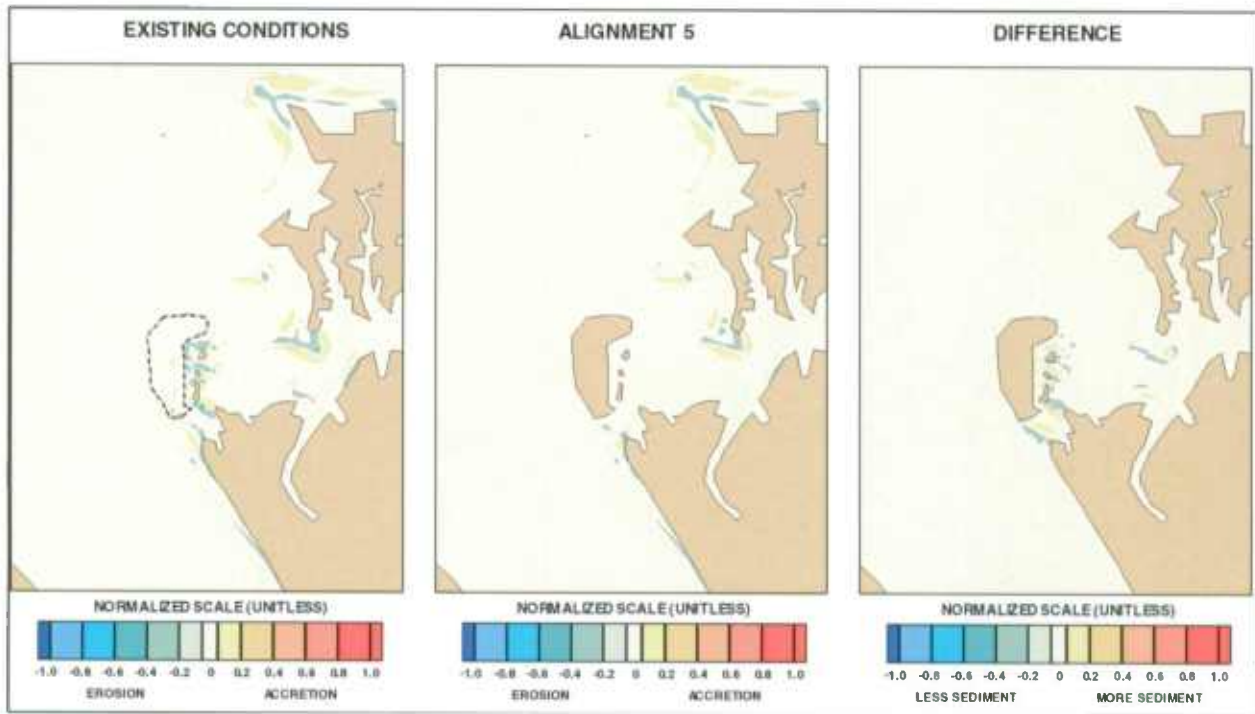 EXISTING CONDITIONS
ALIGNMENT 5
DIFFERENCE
NORMALIZED SCALE (UNITLESS)
-1.0 -0.8 -0.6 -0.4 -0.2 0 0.2 0.4 0.6 0.8 1.0
EROSION ACCRETION
NORMALIZED SCALE (UNITLESS)
-1.0 -0.8 -0.6 -0.4 -0.2 0 0.2 0.4 0.6 0.8 1.0
EROSION ACCRETION
NORMALIZED SCALE (UNITLESS)
-1.0 -0.8 -0.6 -0.4 -0.2 0 0.2 0.4 0.6 0.8 1.0
LESS SEDIMENT MORE SEDIMENT